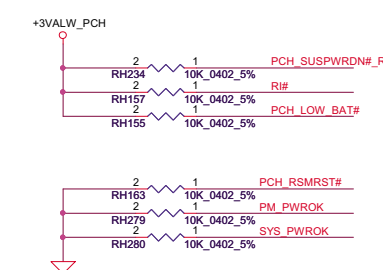 +3VALW_PCH
2 1 PCH_SUSPWRDN#_R
RH234 10K_0402_5%
2 1 RI#
RH157 10K_0402_5%
2 1 PCH_LOW_BAT#
RH155 10K_0402_5%
2 1 PCH_RSMRST#
RH163 10K_0402_5%
2 1 PM_PWROK
RH279 10K_0402_5%
2 1 SYS_PWROK
RH280 10K_0402_5%